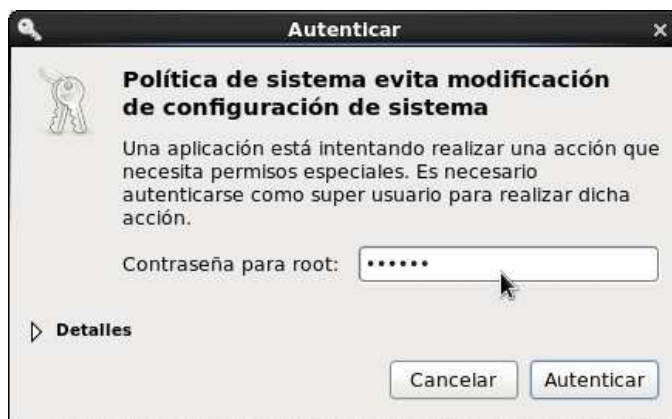 Autenticar
Política de sistema evita modificación
de configuración de sistema
Una aplicación está intentando realizar una acción que
necesita permisos especiales. Es necesario
autenticarse como super usuario para realizar dicha
acción.
Contraseña para root: ••••••
Detalles
Cancelar Autenticar